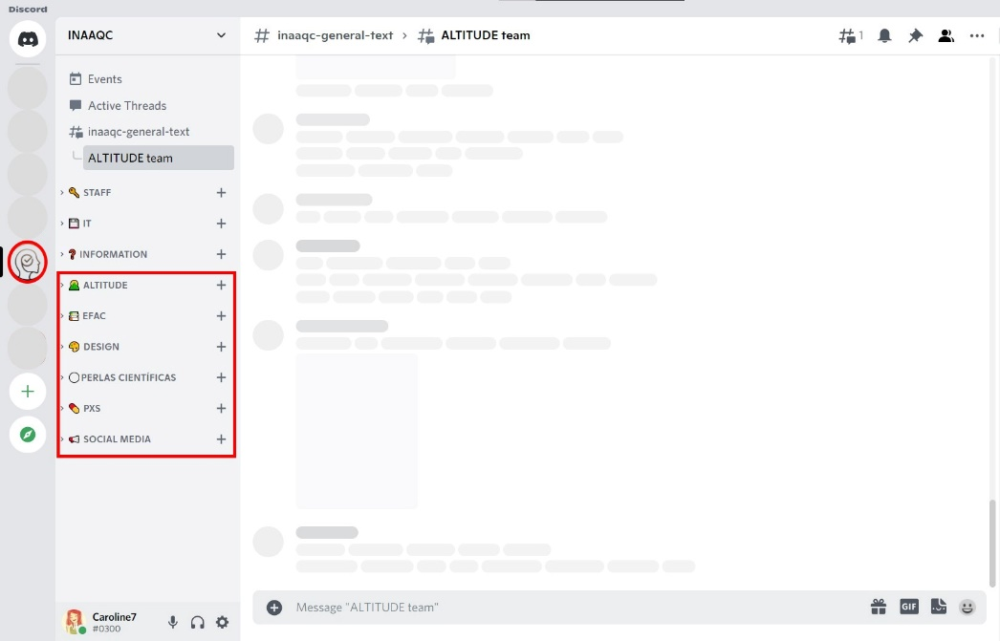 Discord
INAAQC
inaaqc-general-text › ALTITUDE team
1
Events
Active Threads
inaaqc-general-text
ALTITUDE team
STAFF
IT
INFORMATION
ALTITUDE
EFAC
DESIGN
PERLAS CIENTÍFICAS
PXS
SOCIAL MEDIA
Caroline7
#0300
Message "ALTITUDE team"
GIF